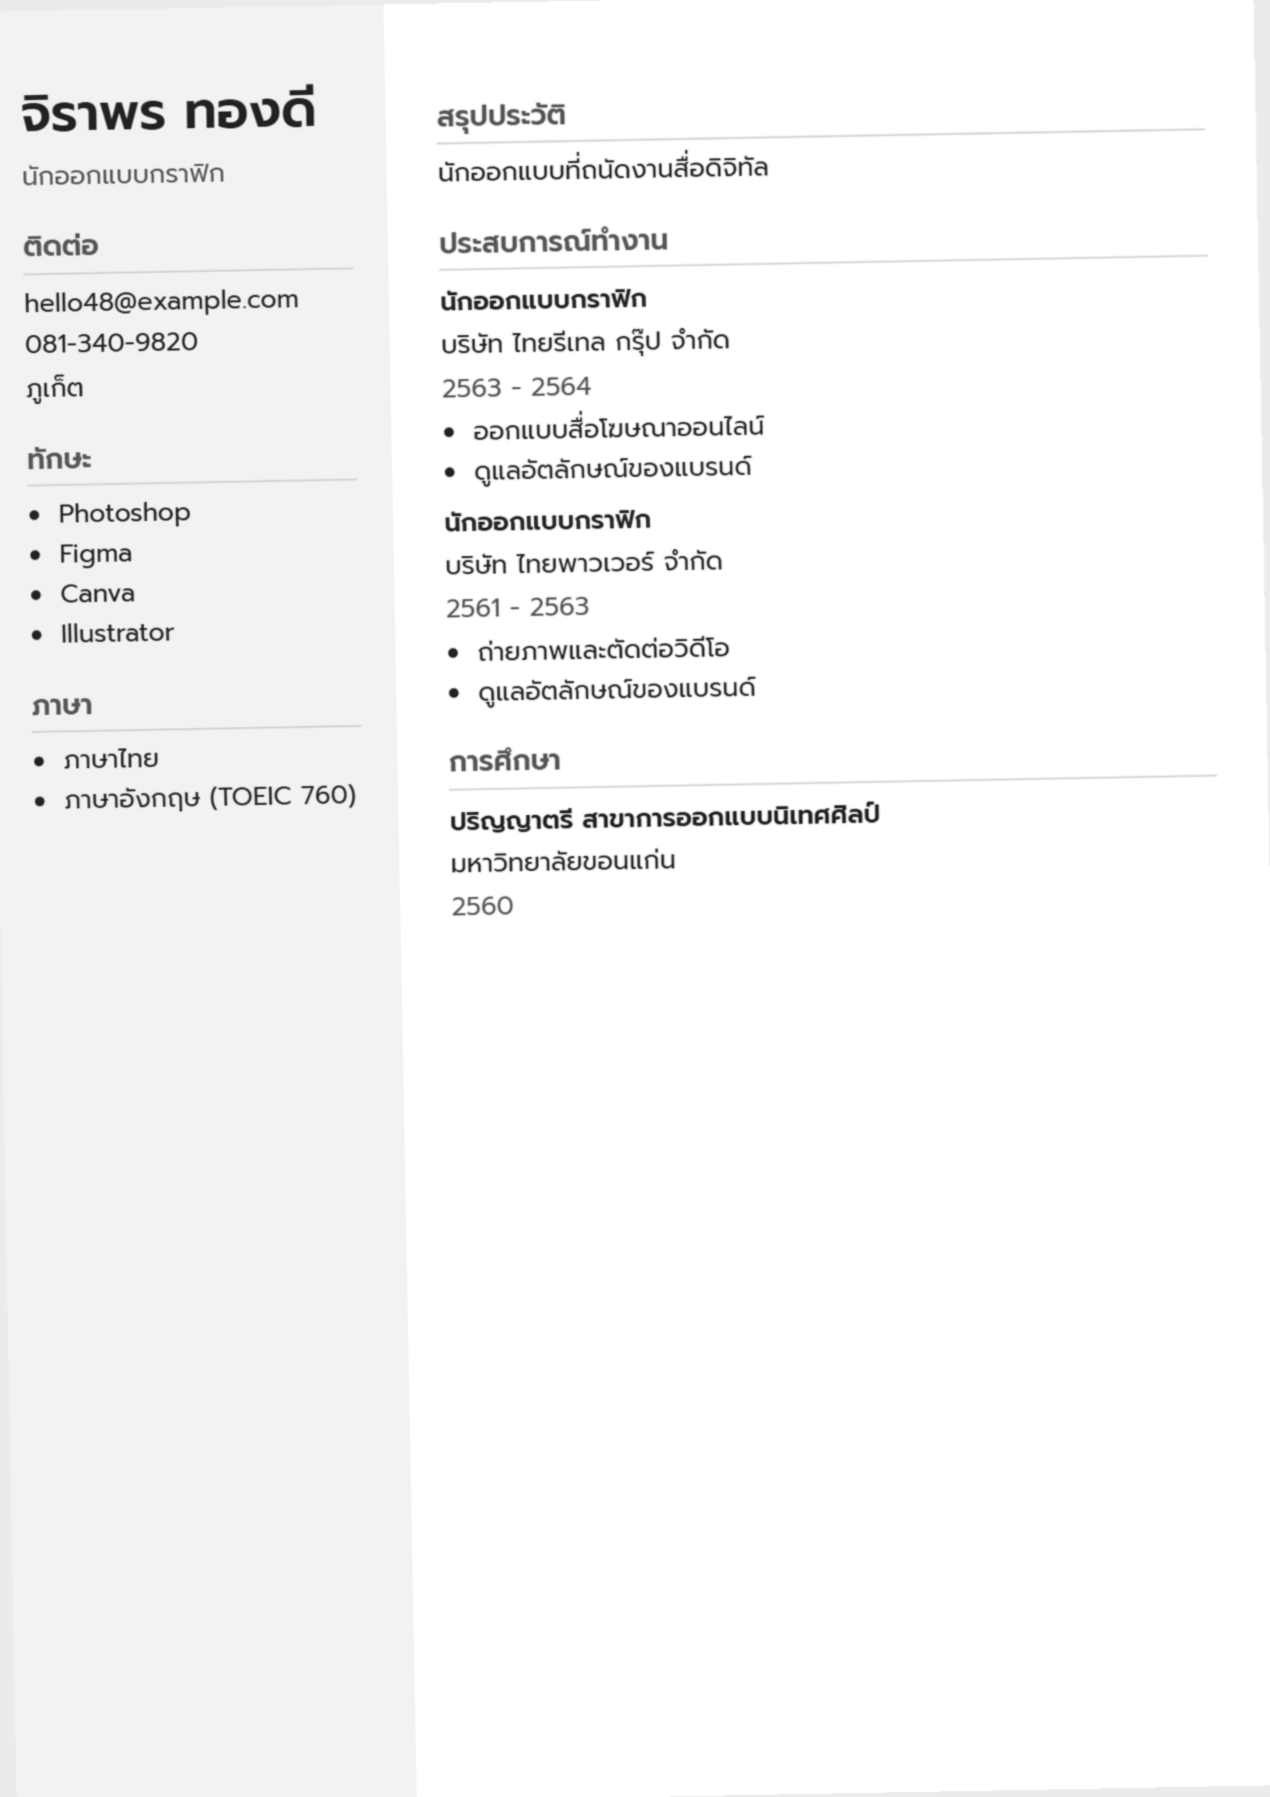 จิราพร ทองดี
นักออกแบบกราฟิก
ติดต่อ
hello48@example.com
081-340-9820
ภูเก็ต
ทักษะ
• Photoshop
• Figma
• Canva
• Illustrator
ภาษา
• ภาษาไทย
• ภาษาอังกฤษ (TOEIC 760)
สรุปประวัติ
นักออกแบบที่ถนัดงานสื่อดิจิทัล
ประสบการณ์ทำงาน
นักออกแบบกราฟิก
บริษัท ไทยรีเทล กรุ๊ป จำกัด
2563 - 2564
• ออกแบบสื่อโฆษณาออนไลน์
• ดูแลอัตลักษณ์ของแบรนด์
นักออกแบบกราฟิก
บริษัท ไทยพาวเวอร์ จำกัด
2561 - 2563
• ถ่ายภาพและตัดต่อวิดีโอ
• ดูแลอัตลักษณ์ของแบรนด์
การศึกษา
ปริญญาตรี สาขาการออกแบบนิเทศศิลป์
มหาวิทยาลัยขอนแก่น
2560